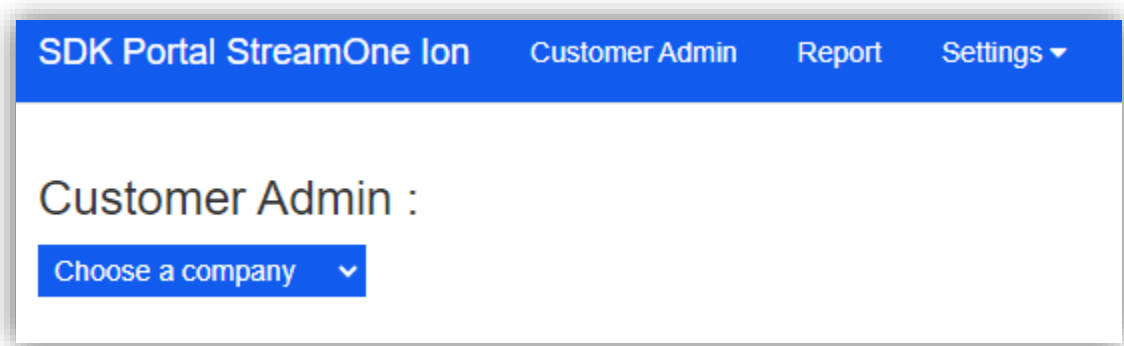 SDK Portal StreamOne Ion Customer Admin Report Settings
Customer Admin :
Choose a company